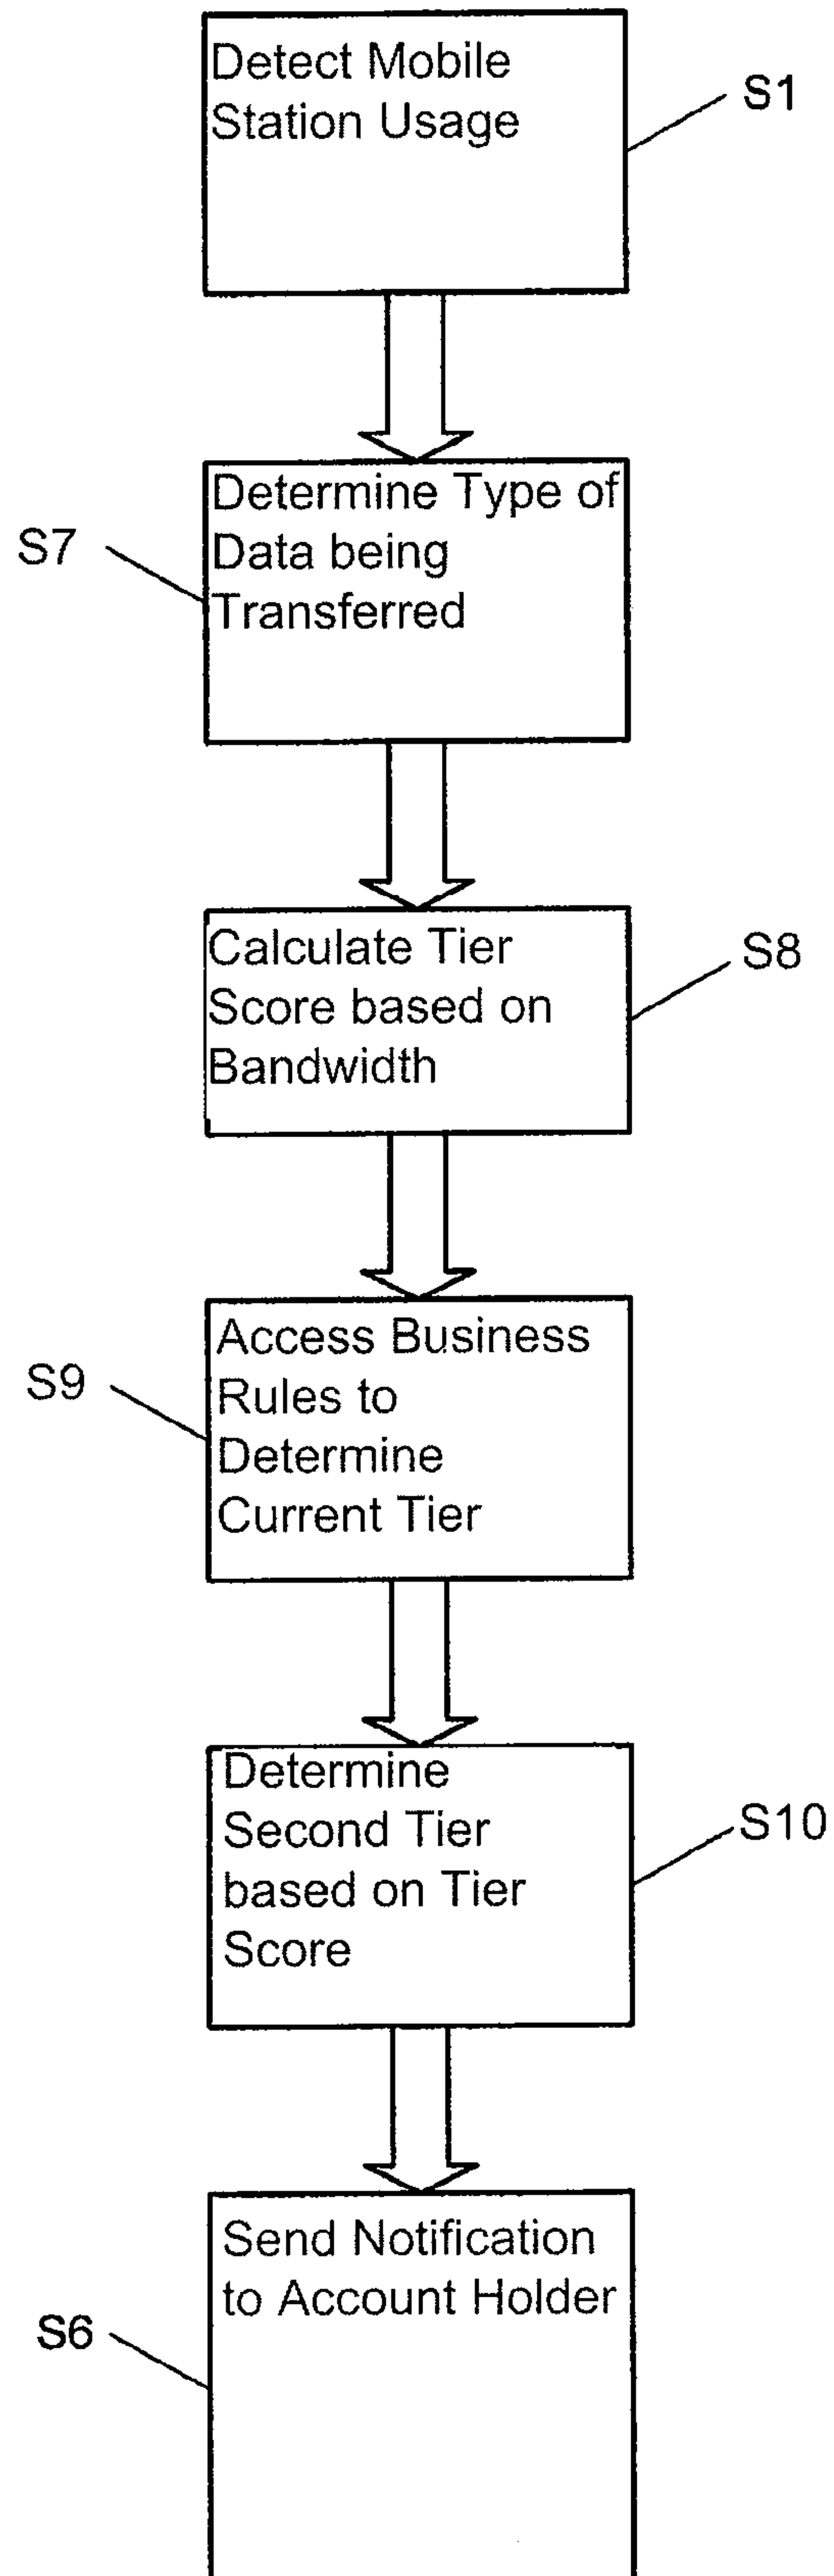 Detect Mobile
Station Usage
S1
Determine Type of
Data being
Transferred
S7
Calculate Tier
Score based on
Bandwidth
S8
Access Business
Rules to
Determine
Current Tier
S9
Determine
Second Tier
based on Tier
Score
S10
Send Notification
to Account Holder
S6